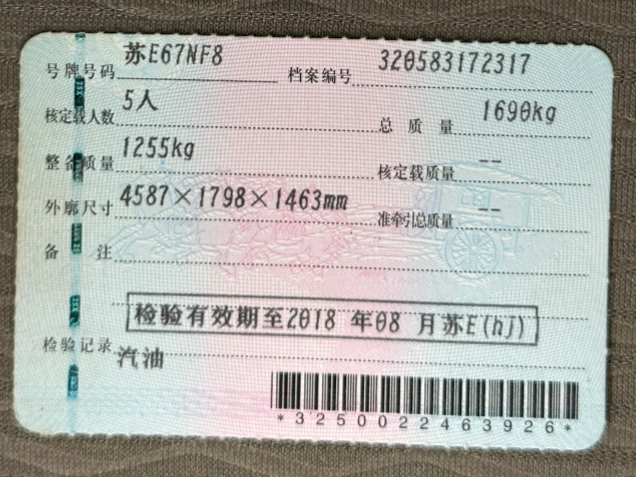 号牌号码 苏E67NF8 档案编号 320583172317
核定载人数 5人 总质量 1690kg
整备质量 1255kg 核定载质量 --
外廓尺寸 4587×1798×1463mm 准牵引总质量 --
备注
检验有效期至2018 年08 月苏E(hj)
检验记录 汽油
*3250022463926*